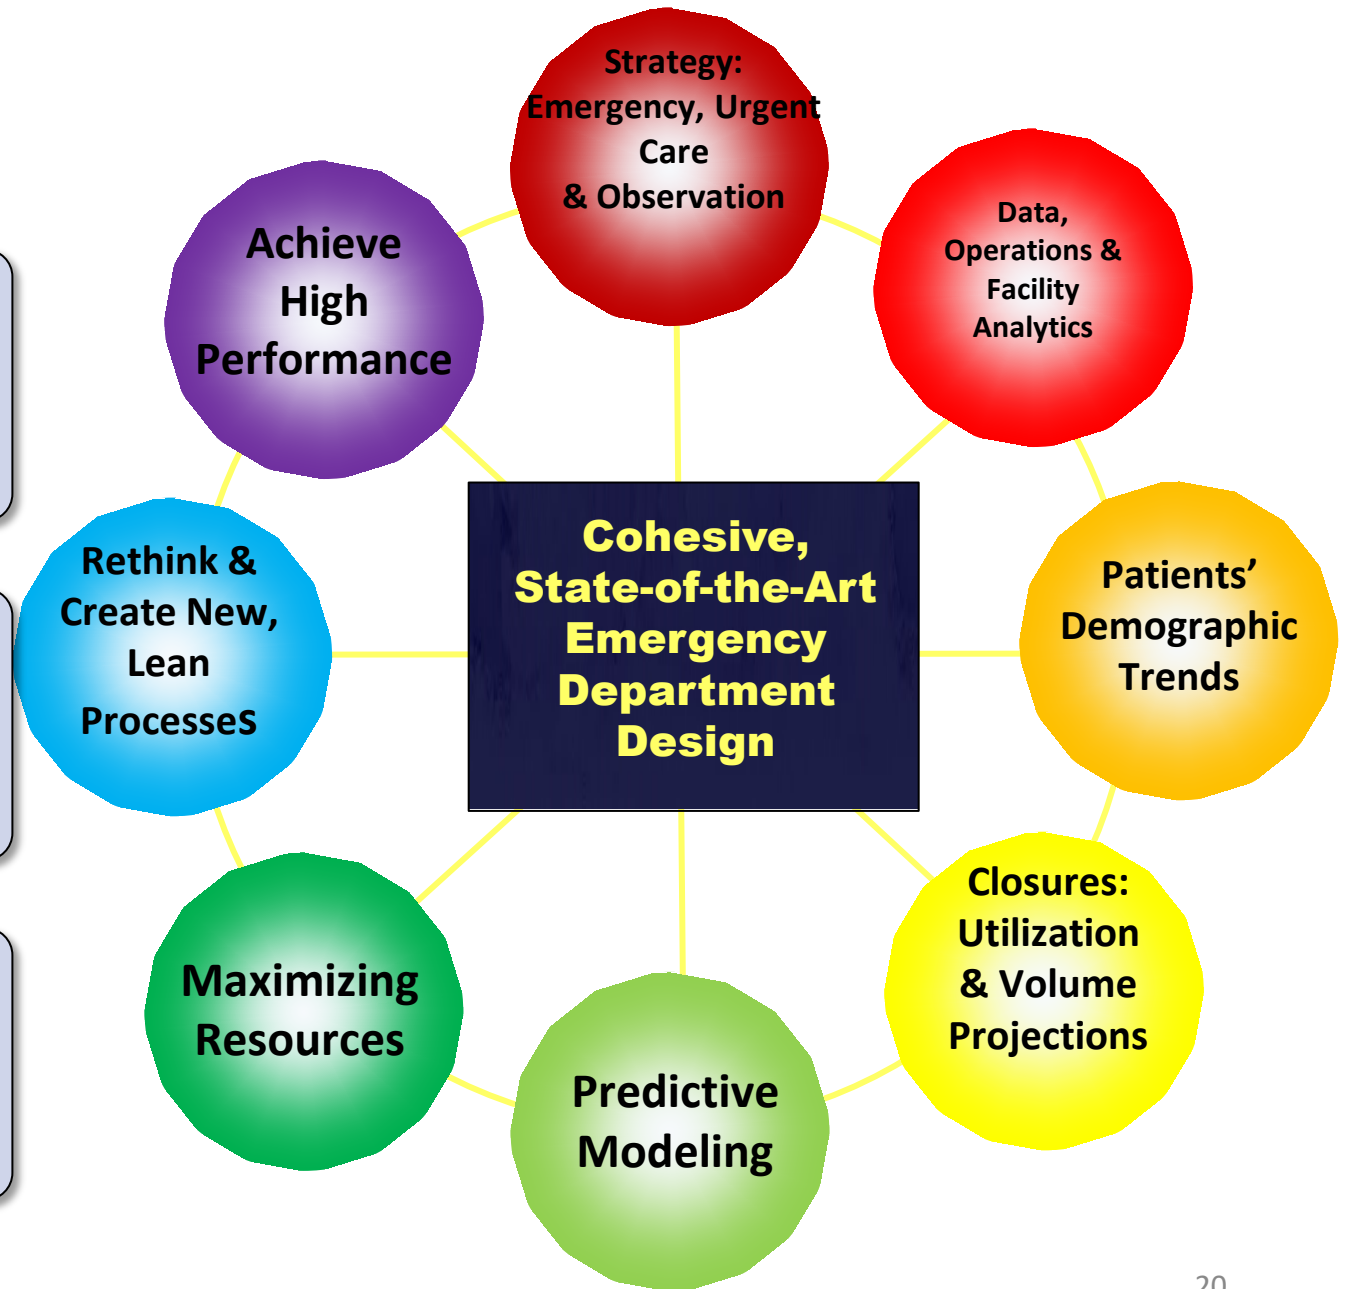 Strategy:
Emergency, Urgent
Care
& Observation
Data,
Operations &
Facility
Analytics
Patients’
Demographic
Trends
Closures:
Utilization
& Volume
Projections
Predictive
Modeling
Maximizing
Resources
Rethink &
Create New,
Lean
Processes
Achieve
High
Performance
Cohesive,
State-of-the-Art
Emergency
Department
Design
20